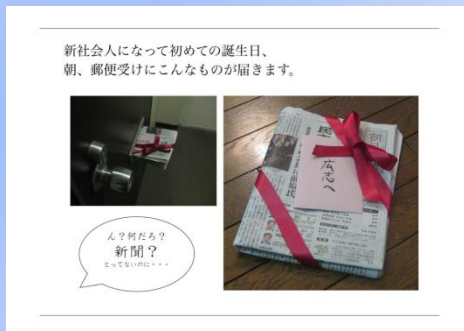 新社会人になって初めての誕生日、
朝、郵便受けにこんなものが届きます。
広志へ
ん？何だろ？
新聞？
とってないのに・・・